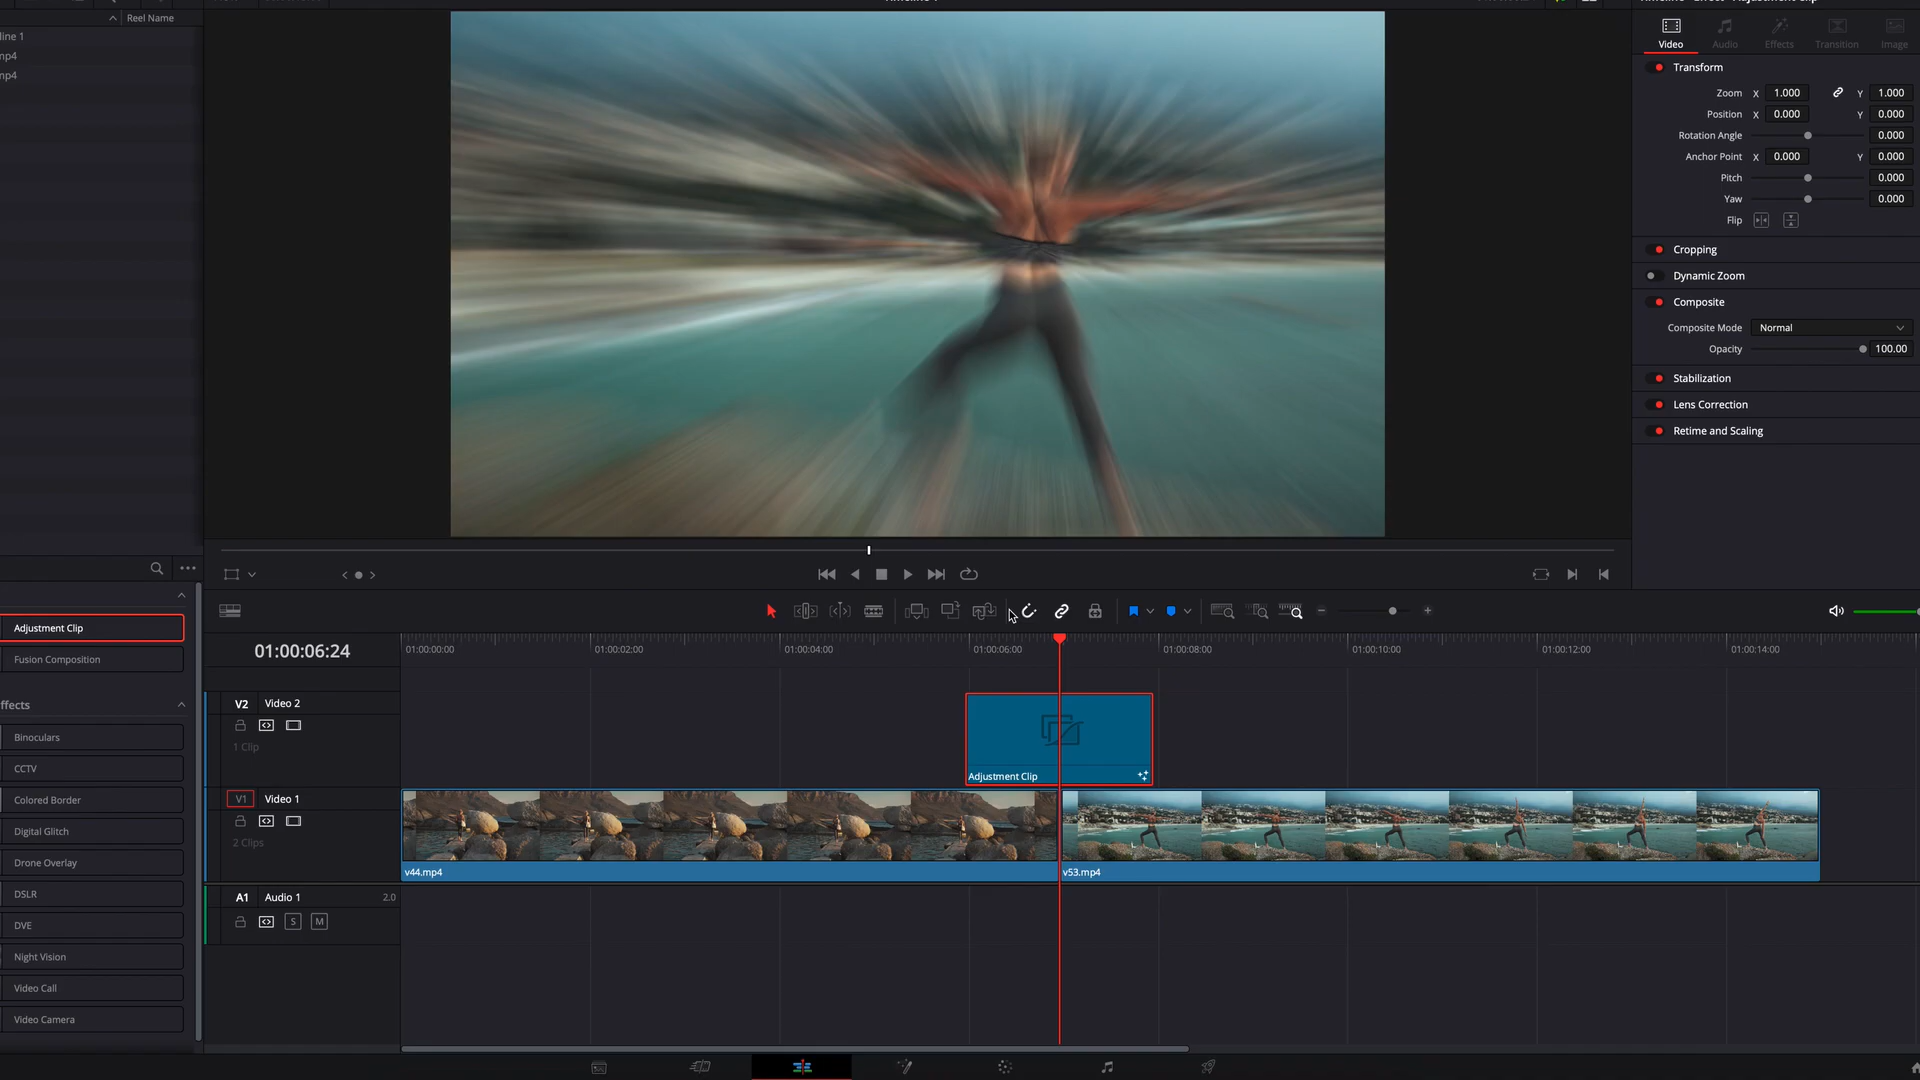 Reel Name
line 1
mp4
mp4
Video
Audio
Effects
Transition
Image
Transform
Zoom X 1.000 Y 1.000
Position X 0.000 Y 0.000
Rotation Angle 0.000
Anchor Point X 0.000 Y 0.000
Pitch 0.000
Yaw 0.000
Flip
Cropping
Dynamic Zoom
Composite
Composite Mode Normal
Opacity 100.00
Stabilization
Lens Correction
Retime and Scaling
Adjustment Clip
Fusion Composition
ffects
Binoculars
CCTV
Colored Border
Digital Glitch
Drone Overlay
DSLR
DVE
Night Vision
Video Call
Video Camera
01:00:06:24
01:00:00:00
01:00:02:00
01:00:04:00
01:00:06:00
01:00:08:00
01:00:10:00
01:00:12:00
01:00:14:00
V2 Video 2
1 Clip
Adjustment Clip
V1 Video 1
2 Clips
v44.mp4
v53.mp4
A1 Audio 1 2.0
S M